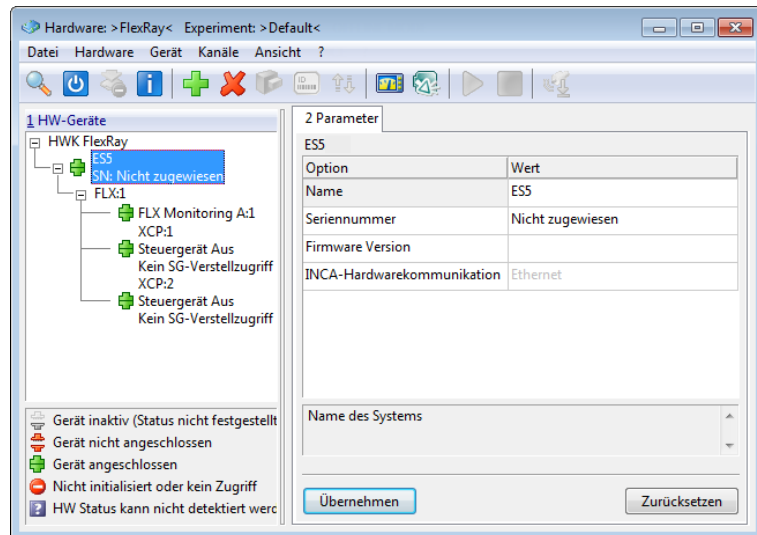 Hardware: >FlexRay< Experiment: >Default<
Datei Hardware Gerät Kanäle Ansicht ?
1 HW-Geräte
HWK FlexRay
ES5
SN: Nicht zugewiesen
FLX:1
FLX Monitoring A:1
XCP:1
Steuergerät Aus
Kein SG-Verstellzugriff
XCP:2
Steuergerät Aus
Kein SG-Verstellzugriff
Gerät inaktiv (Status nicht festgestellt
Gerät nicht angeschlossen
Gerät angeschlossen
Nicht initialisiert oder kein Zugriff
? HW Status kann nicht detektiert werd
2 Parameter
ES5
Option Wert
Name ES5
Seriennummer Nicht zugewiesen
Firmware Version
INCA-Hardwarekommunikation Ethernet
Name des Systems
Übernehmen Zurücksetzen